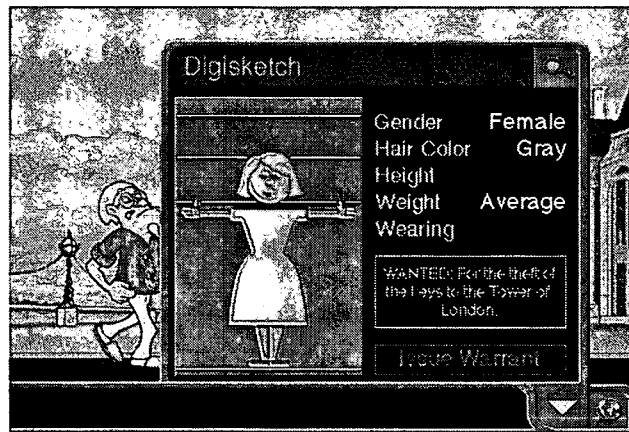 Digisketch
Gender Female
Hair Color Gray
Height
Weight Average
Wearing
WANTED: For the theft of
the keys to the Tower of
London.
Issue Warrant